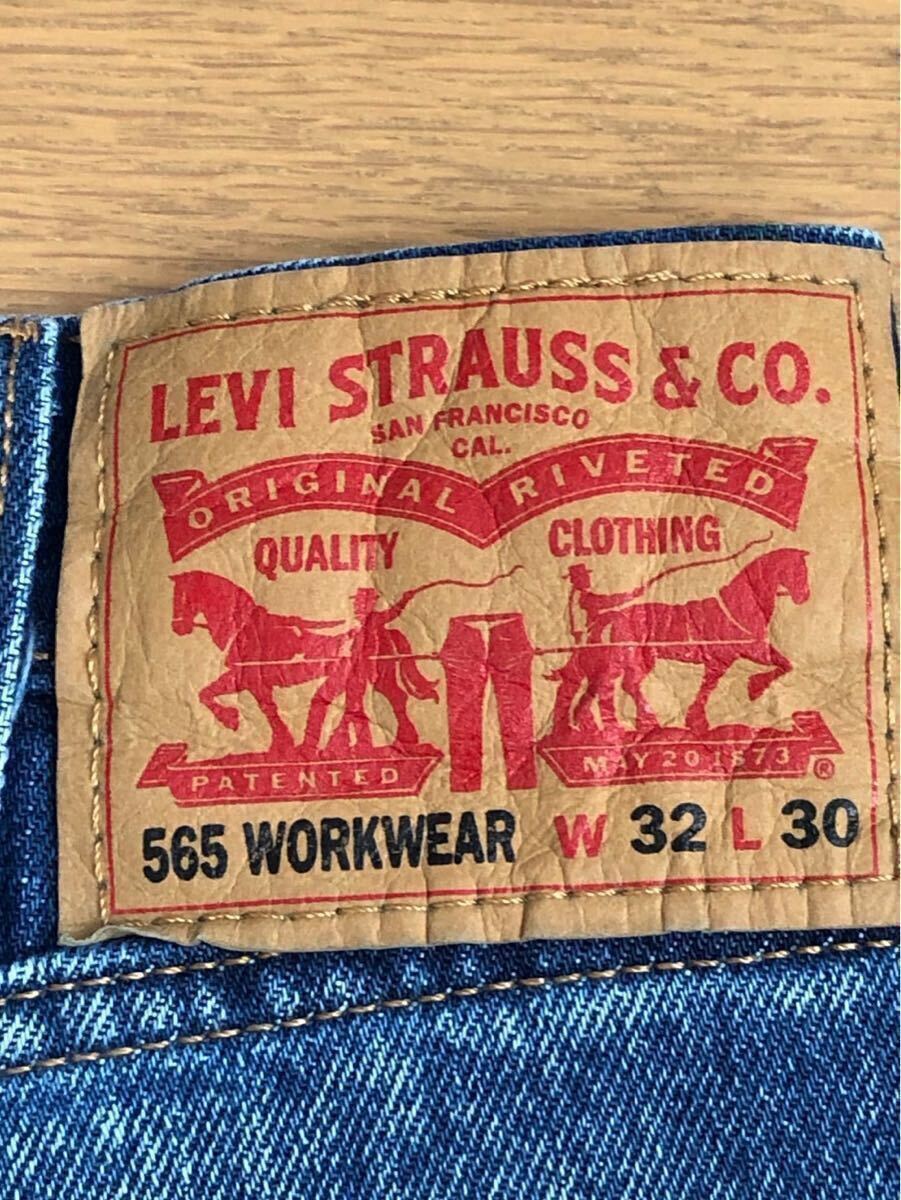 LEVI STRAUSS & CO.
SAN FRANCISCO
CAL.
ORIGINAL RIVETED
QUALITY CLOTHING
PATENTED MAY 20 1873 ®
565 WORKWEAR W 32 L 30